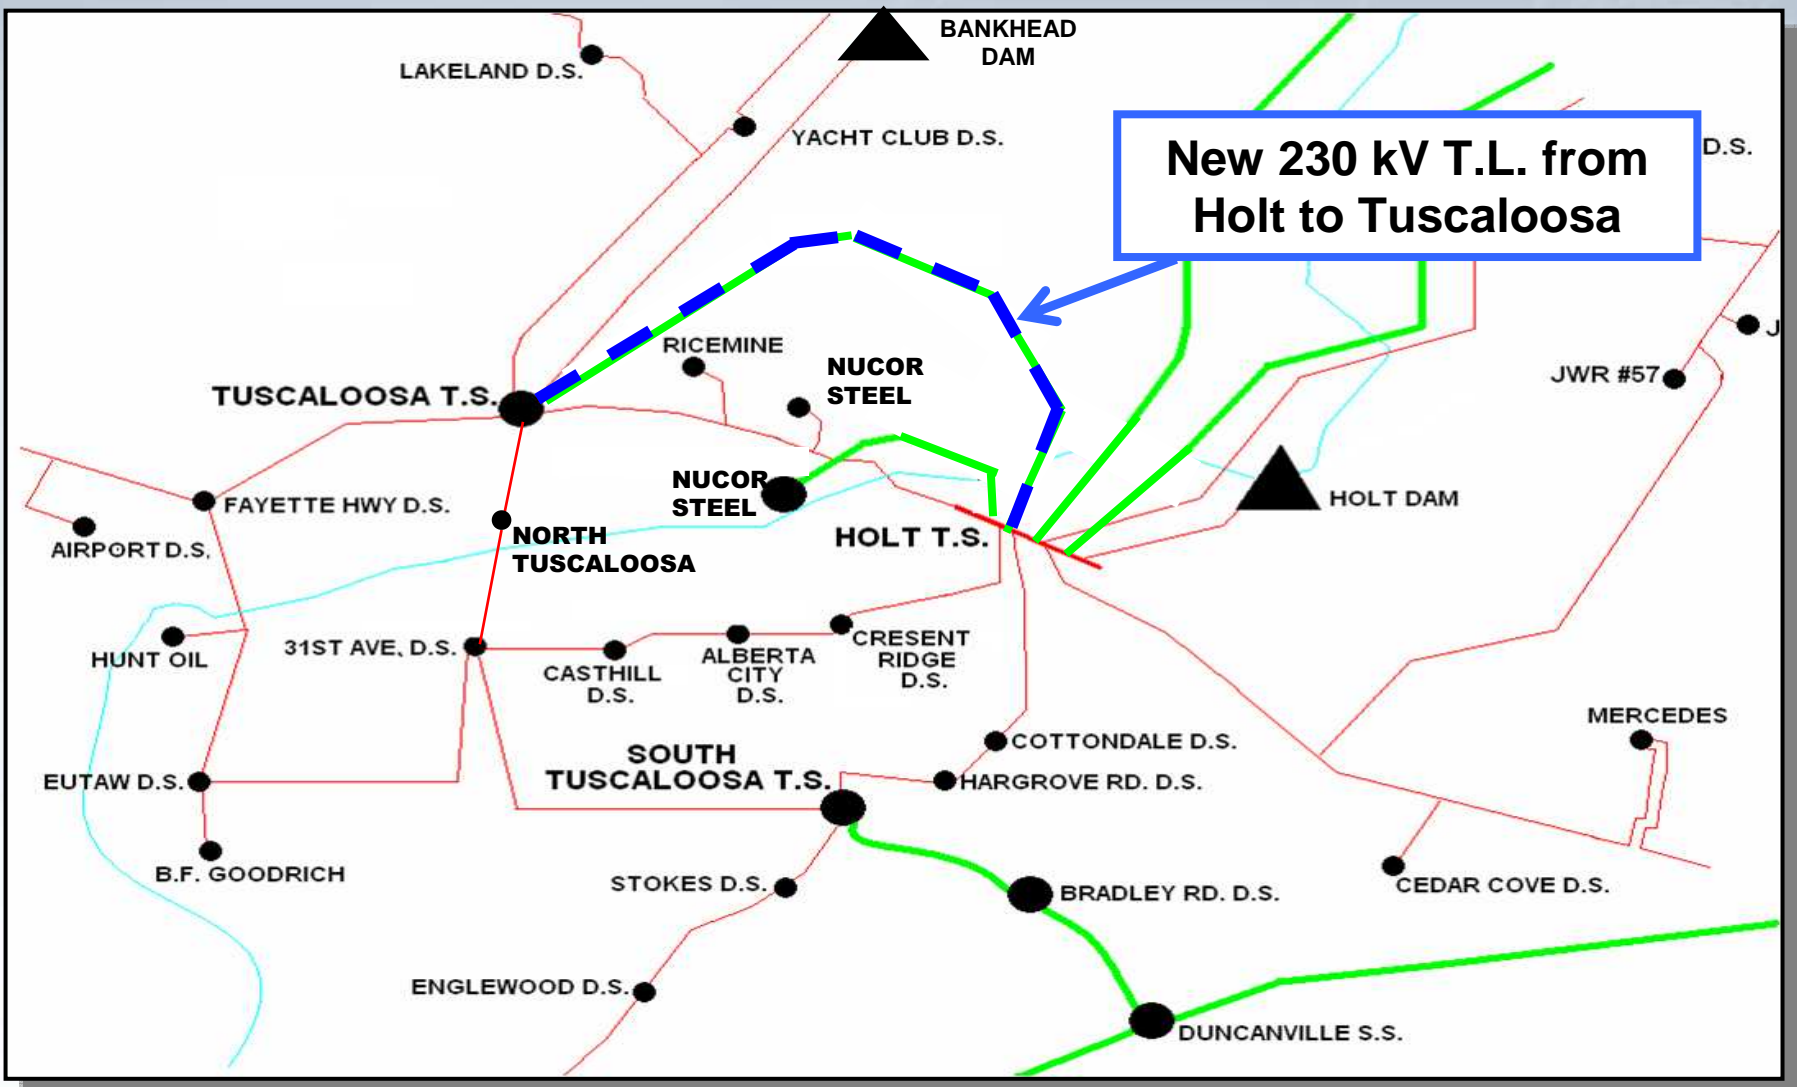 BANKHEAD
DAM
LAKELAND D.S.
YACHT CLUB D.S.
New 230 kV T.L. from
Holt to Tuscaloosa
D.S.
J
RICEMINE
NUCOR
STEEL
JWR #57
TUSCALOOSA T.S.
NUCOR
STEEL
HOLT DAM
FAYETTE HWY D.S.
AIRPORT D.S.
NORTH
TUSCALOOSA
HOLT T.S.
HUNT OIL
31ST AVE, D.S.
CASTHILL
D.S.
ALBERTA
CITY
D.S.
CRESENT
RIDGE
D.S.
MERCEDES
COTTONDALE D.S.
SOUTH
TUSCALOOSA T.S.
EUTAW D.S.
HARGROVE RD. D.S.
B.F. GOODRICH
STOKES D.S.
BRADLEY RD. D.S.
CEDAR COVE D.S.
ENGLEWOOD D.S.
DUNCANVILLE S.S.